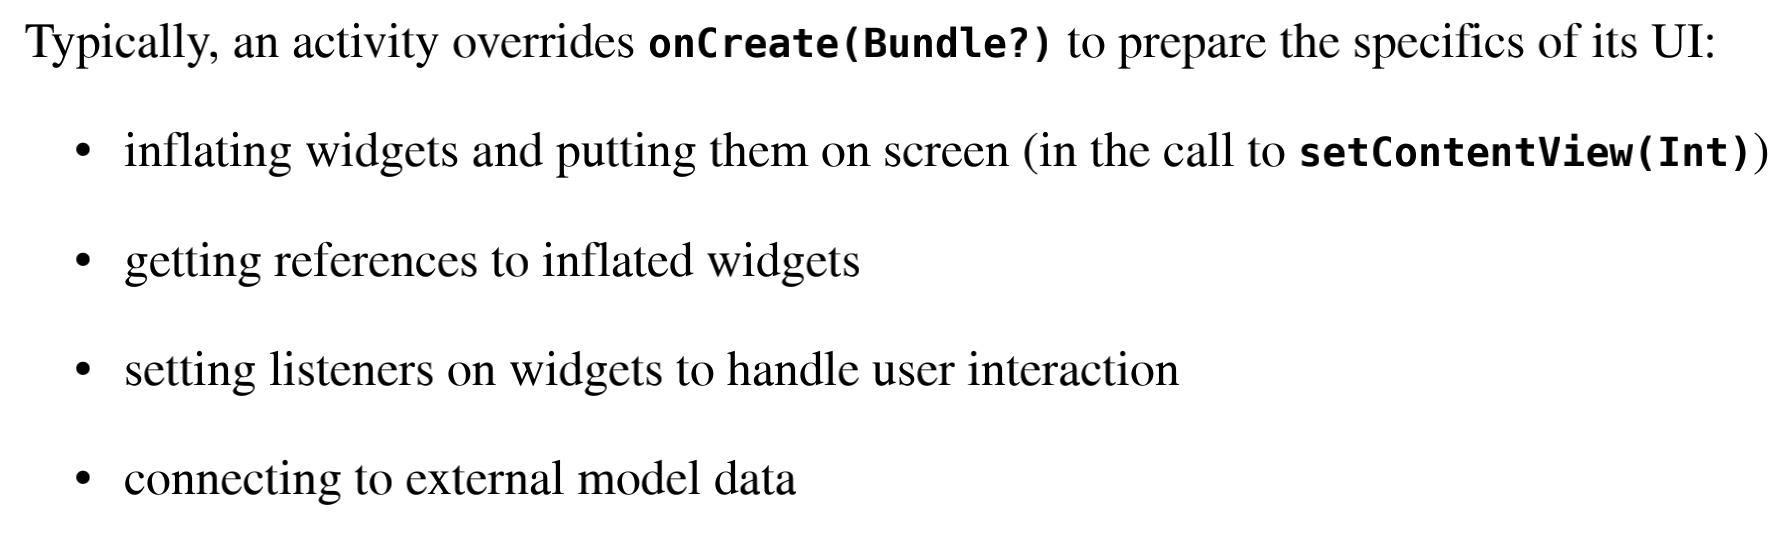 Typically, an activity overrides onCreate(Bundle?) to prepare the specifics of its UI:
• inflating widgets and putting them on screen (in the call to setContentView(Int))
• getting references to inflated widgets
• setting listeners on widgets to handle user interaction
• connecting to external model data